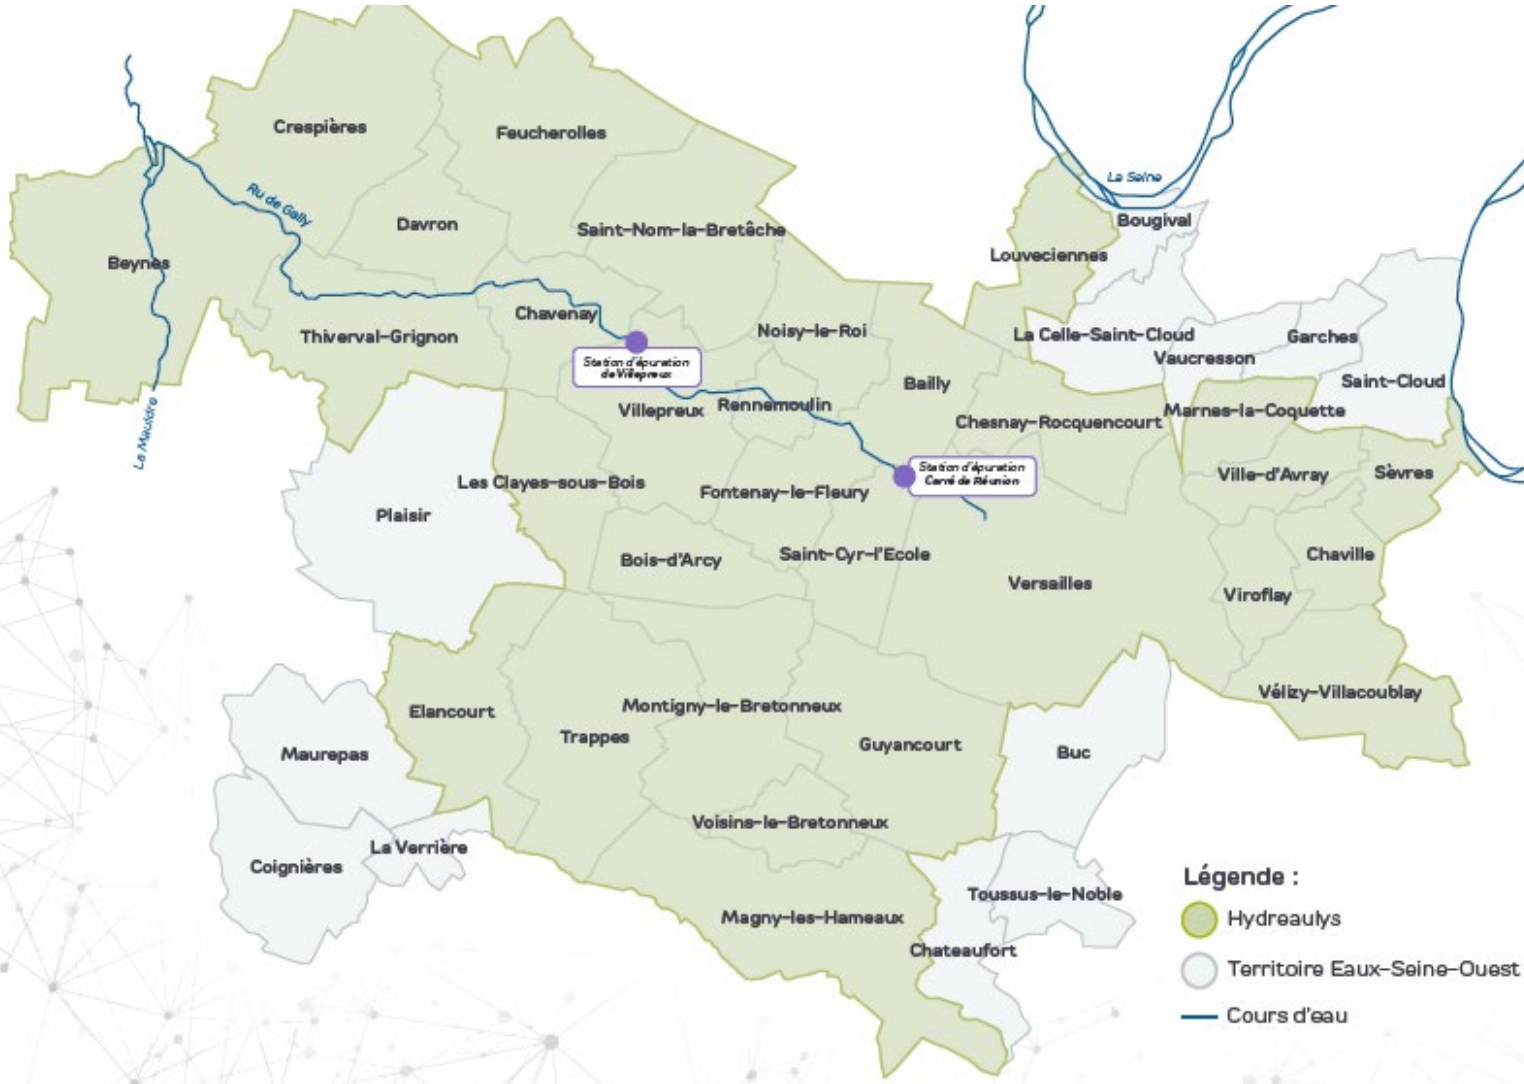 Crespières
Feucherolles
La Seine
Ru de Gally
Bougival
Davron
Saint-Nom-la-Bretêche
Louveciennes
Beynes
Chavenay
Noisy-le-Roi
La Celle-Saint-Cloud
Garches
Thiverval-Grignon
Vaucresson
Station d'épuration
de Villepreux
Bailly
Saint-Cloud
Villepreux
Rennemoulin
Marnes-la-Coquette
Chesnay-Rocquencourt
La Mauldre
Station d'épuration
Carré de Réunion
Ville-d'Avray
Sèvres
Les Clayes-sous-Bois
Fontenay-le-Fleury
Plaisir
Bois-d'Arcy
Saint-Cyr-l'Ecole
Chaville
Versailles
Viroflay
Vélizy-Villacoublay
Elancourt
Montigny-le-Bretonneux
Trappes
Guyancourt
Maurepas
Buc
Voisins-le-Bretonneux
La Verrière
Coignières
Toussus-le-Noble
Magny-les-Hameaux
Chateaufort
Légende :
Hydreaulys
Territoire Eaux-Seine-Ouest
Cours d'eau